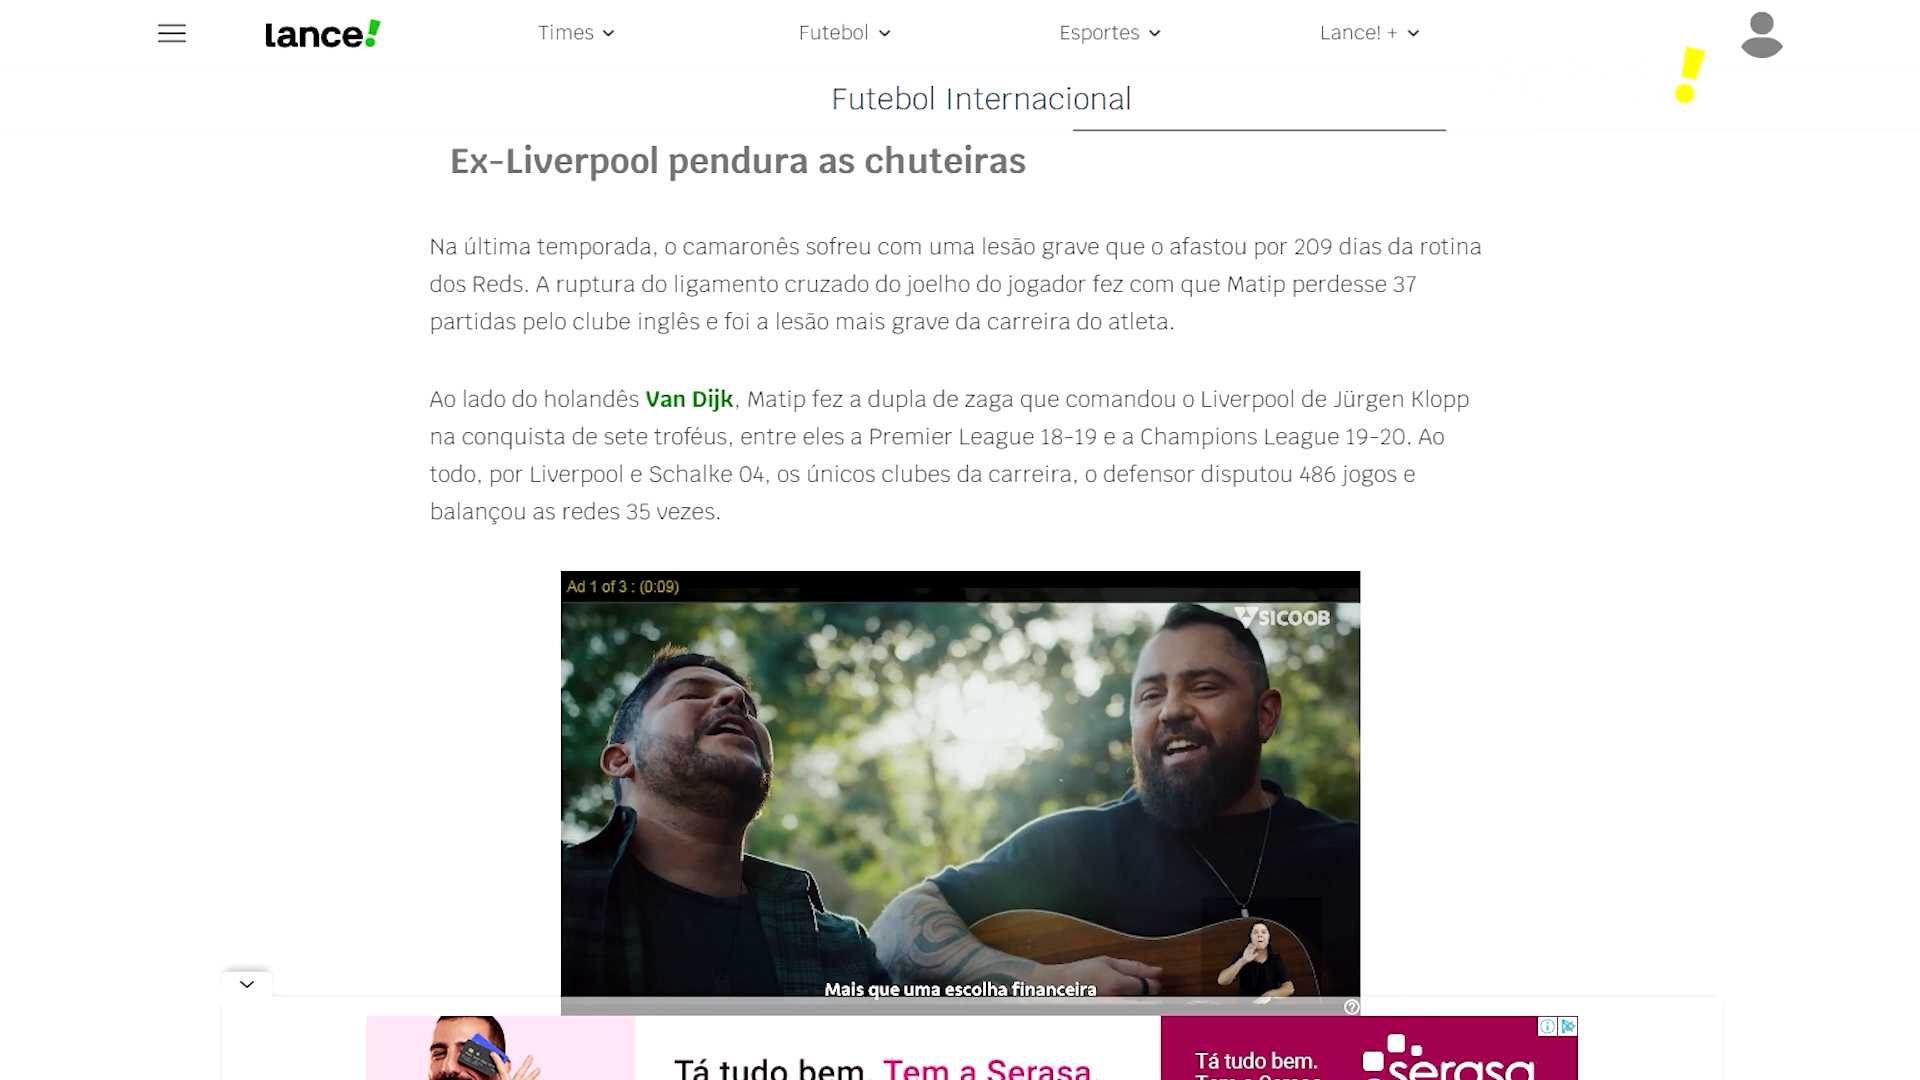 lance!
Times
Futebol
Esportes
Lance! +
Futebol Internacional
Ex-Liverpool pendura as chuteiras
Na última temporada, o camaronês sofreu com uma lesão grave que o afastou por 209 dias da rotina
dos Reds. A ruptura do ligamento cruzado do joelho do jogador fez com que Matip perdesse 37
partidas pelo clube inglês e foi a lesão mais grave da carreira do atleta.
Ao lado do holandês Van Dijk, Matip fez a dupla de zaga que comandou o Liverpool de Jürgen Klopp
na conquista de sete troféus, entre eles a Premier League 18-19 e a Champions League 19-20. Ao
todo, por Liverpool e Schalke 04, os únicos clubes da carreira, o defensor disputou 486 jogos e
balançou as redes 35 vezes.
Ad 1 of 3 : (0:09)
SICOOB
Mais que uma escolha financeira
Tá tudo bem. Tem a Serasa.
Tá tudo bem.
serasa